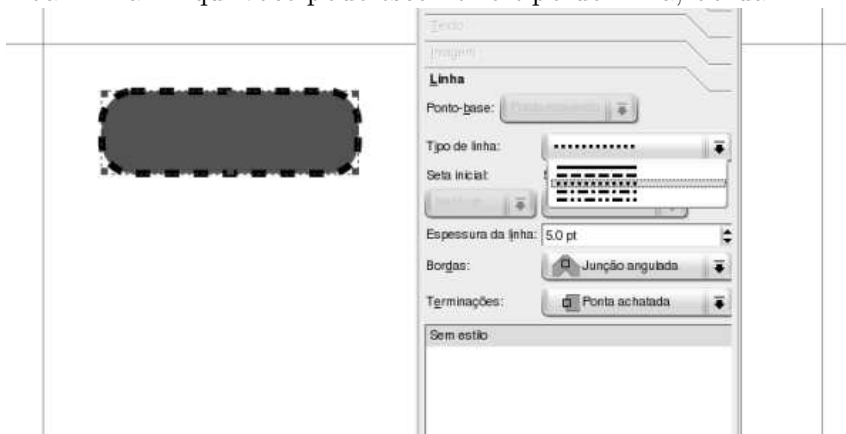 Texto
Imagem
Linha
Ponto-base:
Tipo de linha:
Seta inicial:
Espessura da linha: 5.0 pt
Bordas: Junção angulada
Terminações: Ponta achatada
Sem estilo